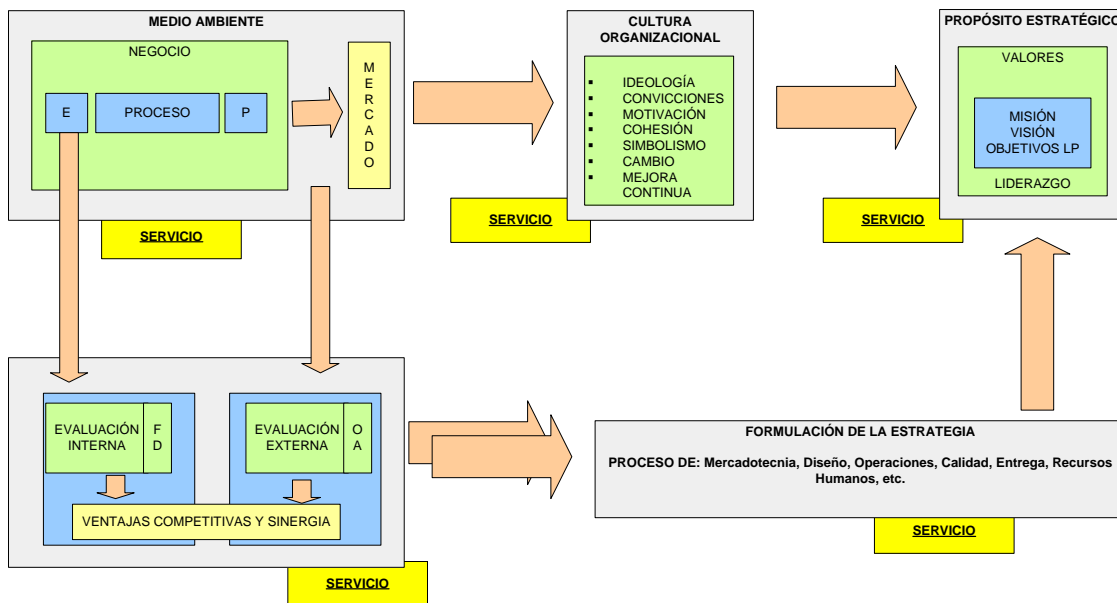 MEDIO AMBIENTE
NEGOCIO
E
PROCESO
P
M
E
R
C
A
D
O
SERVICIO
CULTURA
ORGANIZACIONAL
▪ IDEOLOGÍA
▪ CONVICCIONES
▪ MOTIVACIÓN
▪ COHESIÓN
▪ SIMBOLISMO
▪ CAMBIO
▪ MEJORA
CONTINUA
SERVICIO
PROPÓSITO ESTRATÉGICO
VALORES
MISIÓN
VISIÓN
OBJETIVOS LP
LIDERAZGO
SERVICIO
EVALUACIÓN
INTERNA
F
D
EVALUACIÓN
EXTERNA
O
A
VENTAJAS COMPETITIVAS Y SINERGIA
SERVICIO
FORMULACIÓN DE LA ESTRATEGIA
PROCESO DE: Mercadotecnia, Diseño, Operaciones, Calidad, Entrega, Recursos
Humanos, etc.
SERVICIO